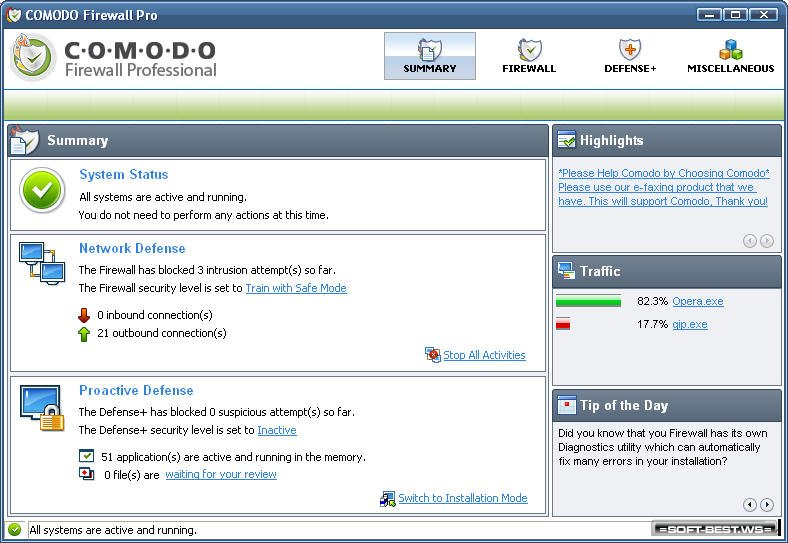 COMODO Firewall Pro
C·O·M·O·D·O
Firewall Professional
SUMMARY
FIREWALL
DEFENSE+
MISCELLANEOUS
Summary
System Status
All systems are active and running.
You do not need to perform any actions at this time.
Network Defense
The Firewall has blocked 3 intrusion attempt(s) so far.
The Firewall security level is set to Train with Safe Mode
0 inbound connection(s)
21 outbound connection(s)
Stop All Activities
Proactive Defense
The Defense+ has blocked 0 suspicious attempt(s) so far.
The Defense+ security level is set to Inactive
51 application(s) are active and running in the memory.
0 file(s) are waiting for your review
Switch to Installation Mode
Highlights
*Please Help Comodo by Choosing Comodo*
Please use our e-faxing product that we
have. This will support Comodo, Thank you!
Traffic
82.3% Opera.exe
17.7% qip.exe
Tip of the Day
Did you know that you Firewall has its own
Diagnostics utility which can automatically
fix many errors in your installation?
All systems are active and running.
=SOFT-BEST.WS=